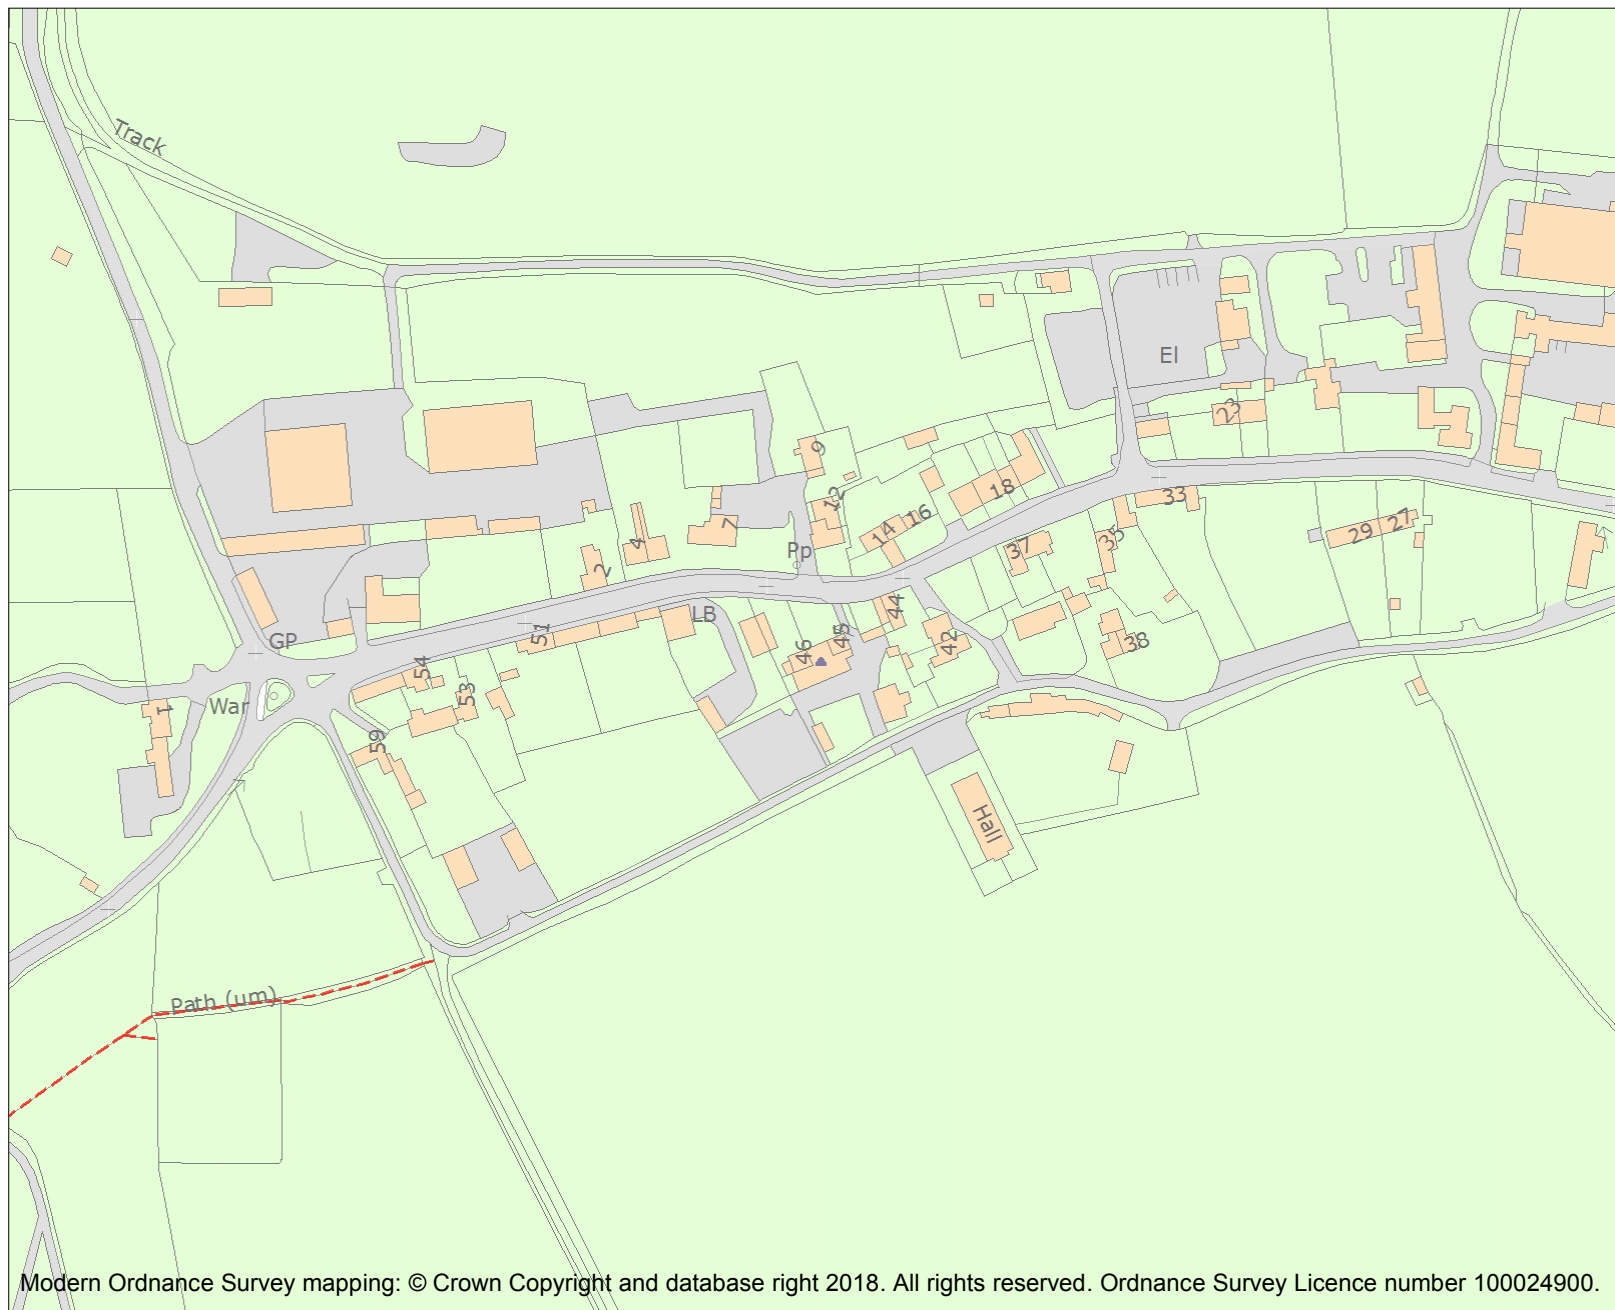 Track
El
23
9
12
18
33
16
14
7
4
2
Pp
37
35
29
27
LB
44
GP
51
46
45
42
38
54
53
War
1
59
Hall
Path (um)
Modern Ordnance Survey mapping: © Crown Copyright and database right 2018. All rights reserved. Ordnance Survey Licence number 100024900.